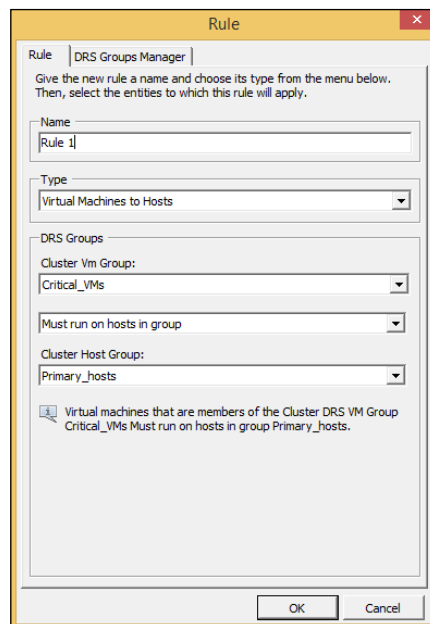 Rule
Rule
DRS Groups Manager
Give the new rule a name and choose its type from the menu below.
Then, select the entities to which this rule will apply.
Name
Rule 1
Type
Virtual Machines to Hosts
DRS Groups
Cluster Vm Group:
Critical_VMs
Must run on hosts in group
Cluster Host Group:
Primary_hosts
Virtual machines that are members of the Cluster DRS VM Group
Critical_VMs Must run on hosts in group Primary_hosts.
OK
Cancel